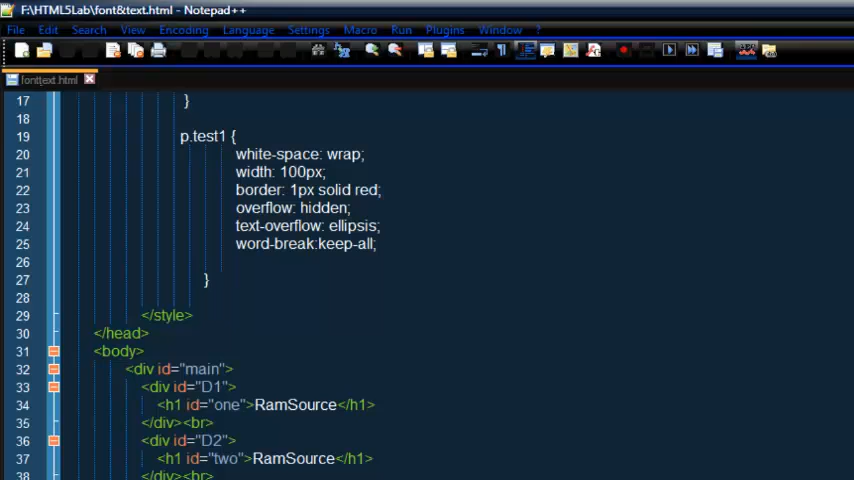 F:\HTML5Lab\font&text.html - Notepad++
File Edit Search View Encoding Language Settings Macro Run Plugins Window ?
font&text.html
17 }
18
19 p.test1 {
20 white-space: wrap;
21 width: 100px;
22 border: 1px solid red;
23 overflow: hidden;
24 text-overflow: ellipsis;
25 word-break:keep-all;
26
27 }
28
29 </style>
30 </head>
31 <body>
32 <div id="main">
33 <div id="D1">
34 <h1 id="one">RamSource</h1>
35 </div><br>
36 <div id="D2">
37 <h1 id="two">RamSource</h1>
38 </div><br>